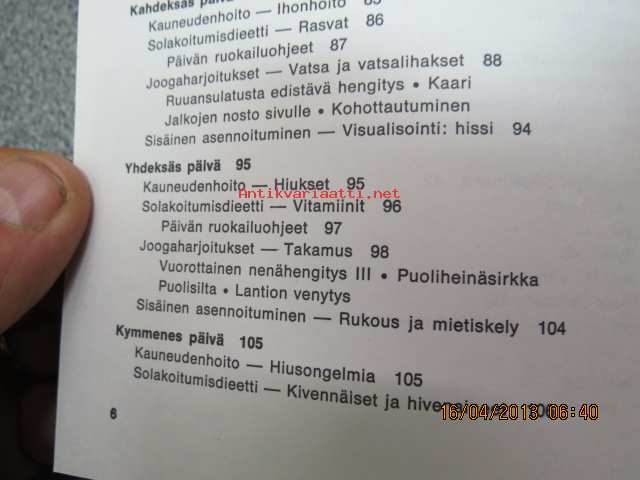 Kahdeksas päivä
Kauneudenhoito — Ihonhoito 85
Solakoitumisdieetti — Rasvat 86
Päivän ruokailuohjeet 87
Joogaharjoitukset — Vatsa ja vatsalihakset 88
Ruuansulatusta edistävä hengitys • Kaari
Jalkojen nosto sivulle • Kohottautuminen
Sisäinen asennoituminen — Visualisointi: hissi 94
Yhdeksäs päivä 95
Kauneudenhoito — Hiukset 95
Antikvariaatti.net
Solakoitumisdieetti — Vitamiinit 96
Päivän ruokailuohjeet 97
Joogaharjoitukset — Takamus 98
Vuorottainen nenähengitys III • Puoliheinäsirkka
Puolisilta • Lantion venytys
Sisäinen asennoituminen — Rukous ja mietiskely 104
Kymmenes päivä 105
Kauneudenhoito — Hiusongelmia 105
Solakoitumisdieetti — Kivennäiset ja
16/04/2013 06:40
6